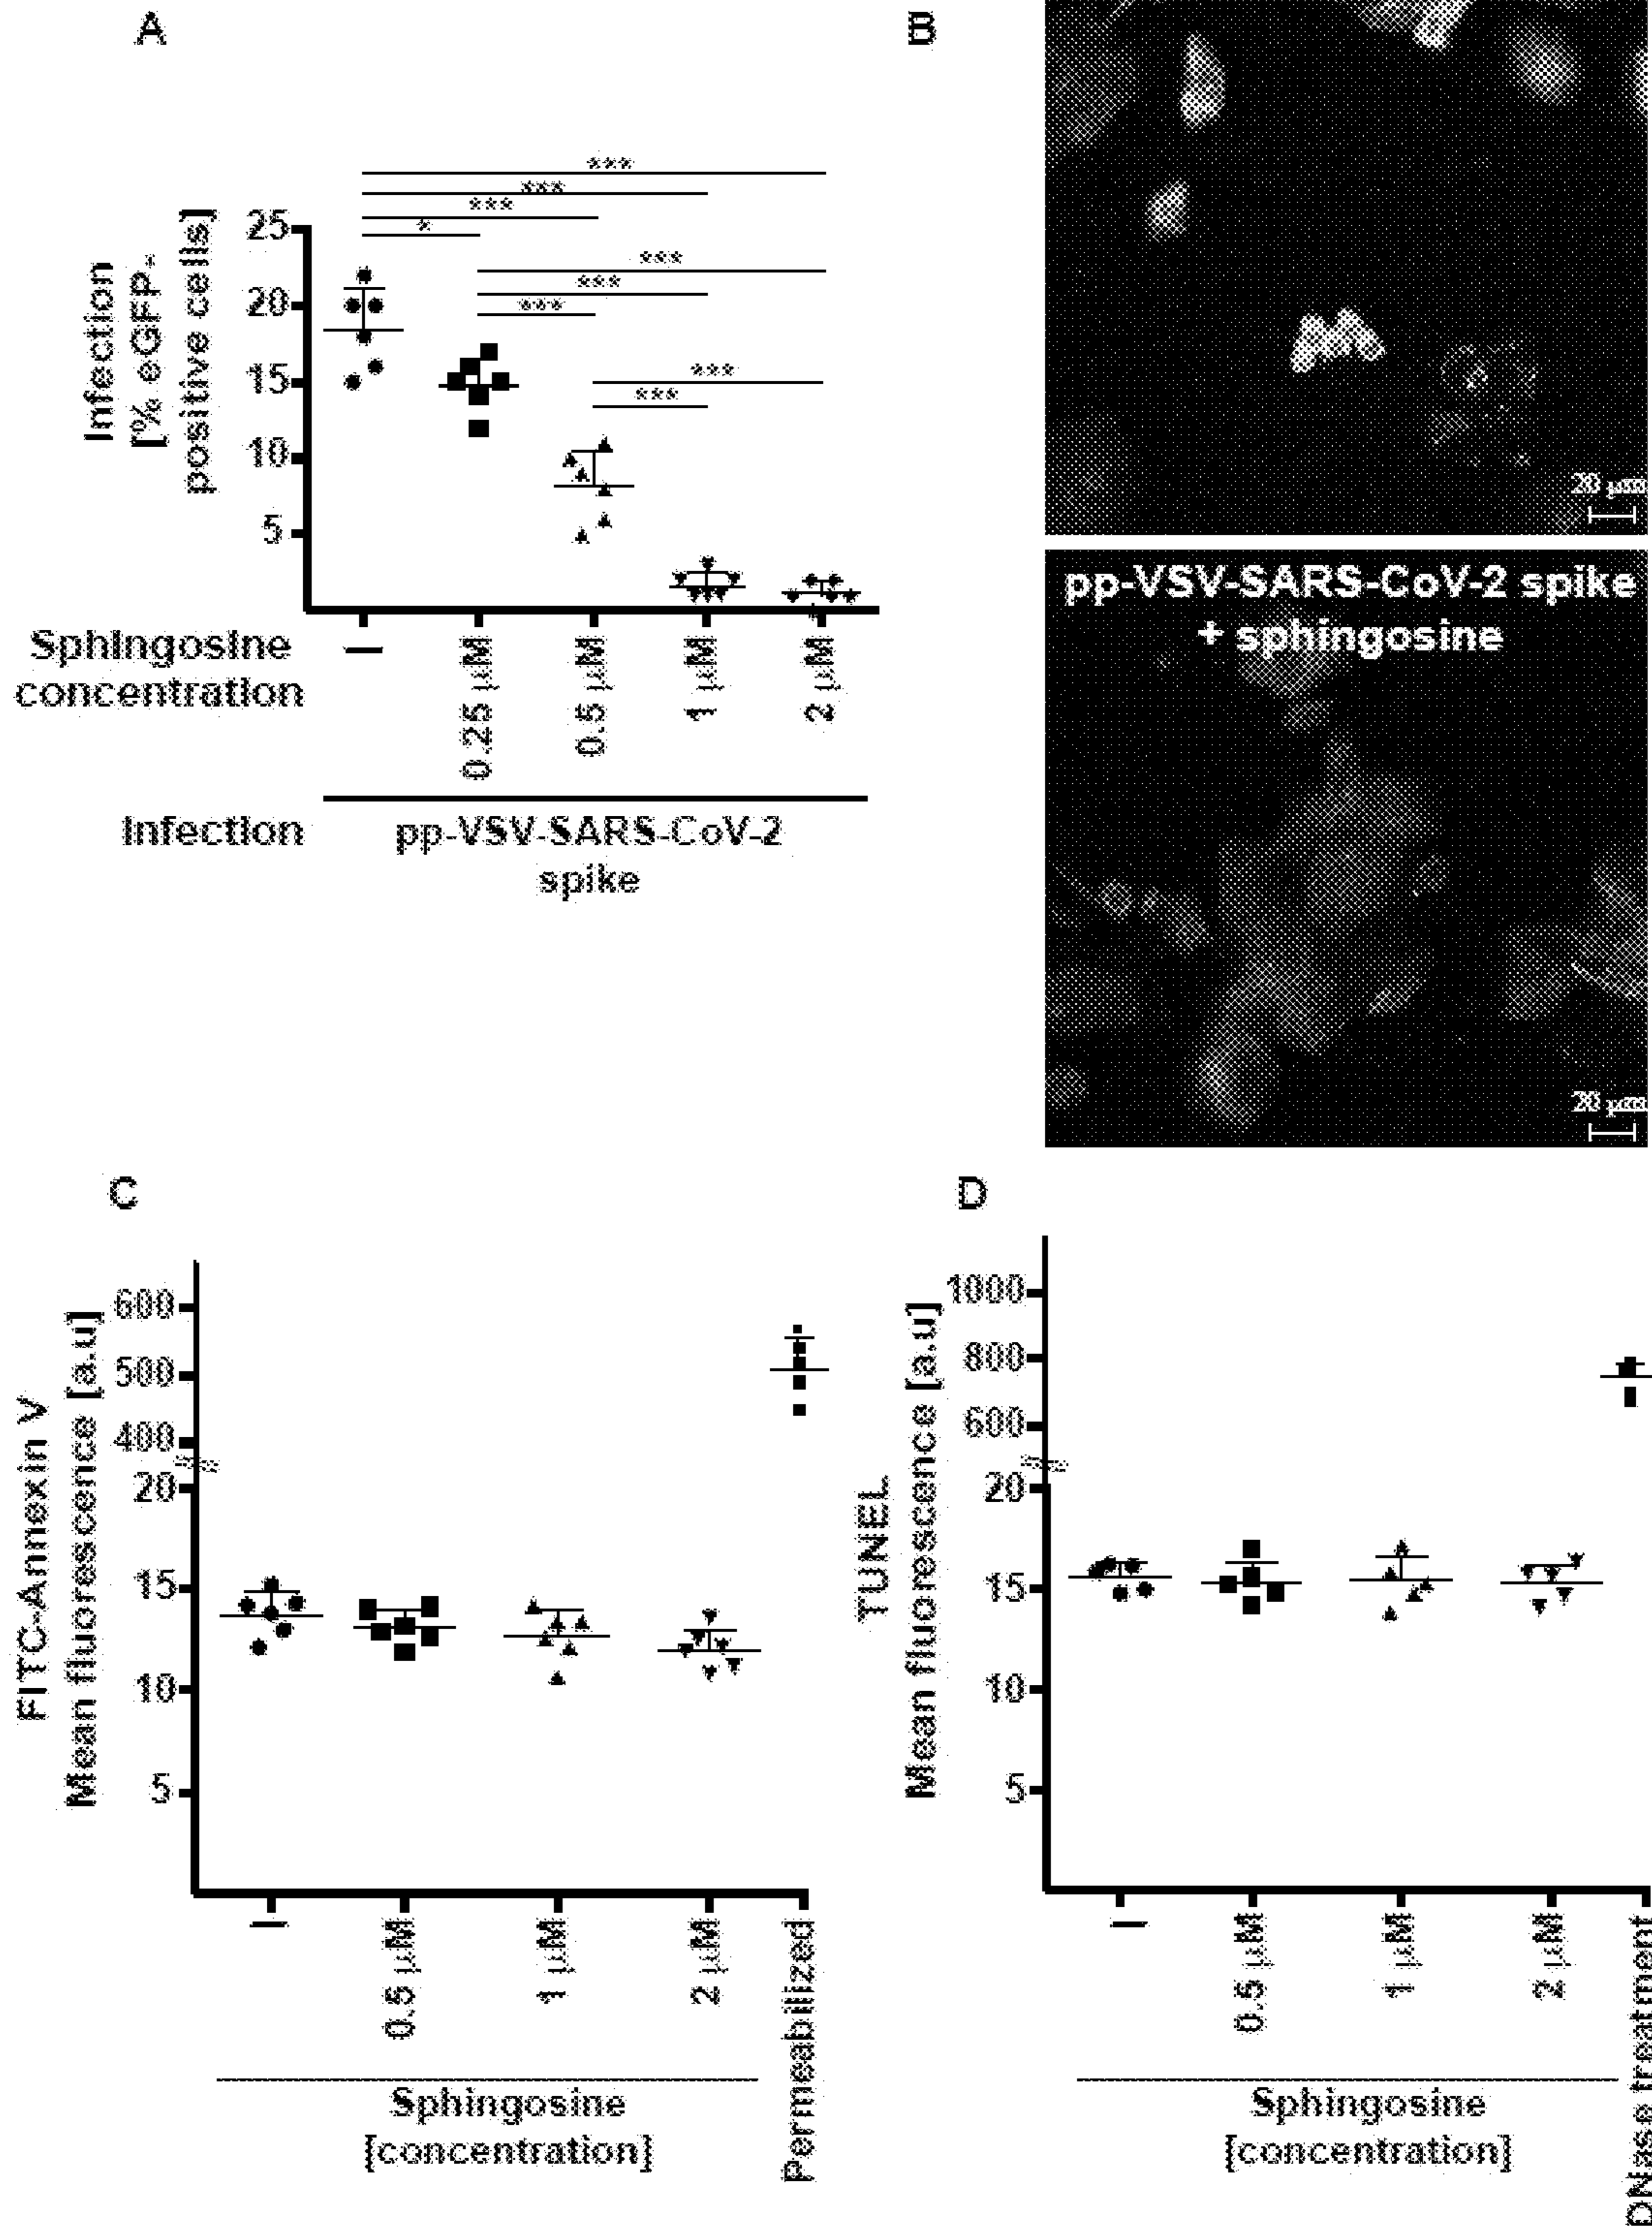 A
Infection
[% eGFP-
positive cells]
25
20
15
10
5
***
***
***
*
***
***
***
***
***
Sphingosine
concentration
–
0.25 µM
0.5 µM
1 µM
2 µM
Infection
pp-VSV-SARS-CoV-2
spike
B
20 µm
pp-VSV-SARS-CoV-2 spike
+ sphingosine
20 µm
C
FITC-Annexin V
Mean fluorescence [a.u]
600
500
400
20
15
10
5
–
0.5 µM
1 µM
2 µM
Permeabilized
Sphingosine
[concentration]
D
TUNEL
Mean fluorescence [a.u]
1000
800
600
20
15
10
5
–
0.5 µM
1 µM
2 µM
DNase treatment
Sphingosine
[concentration]